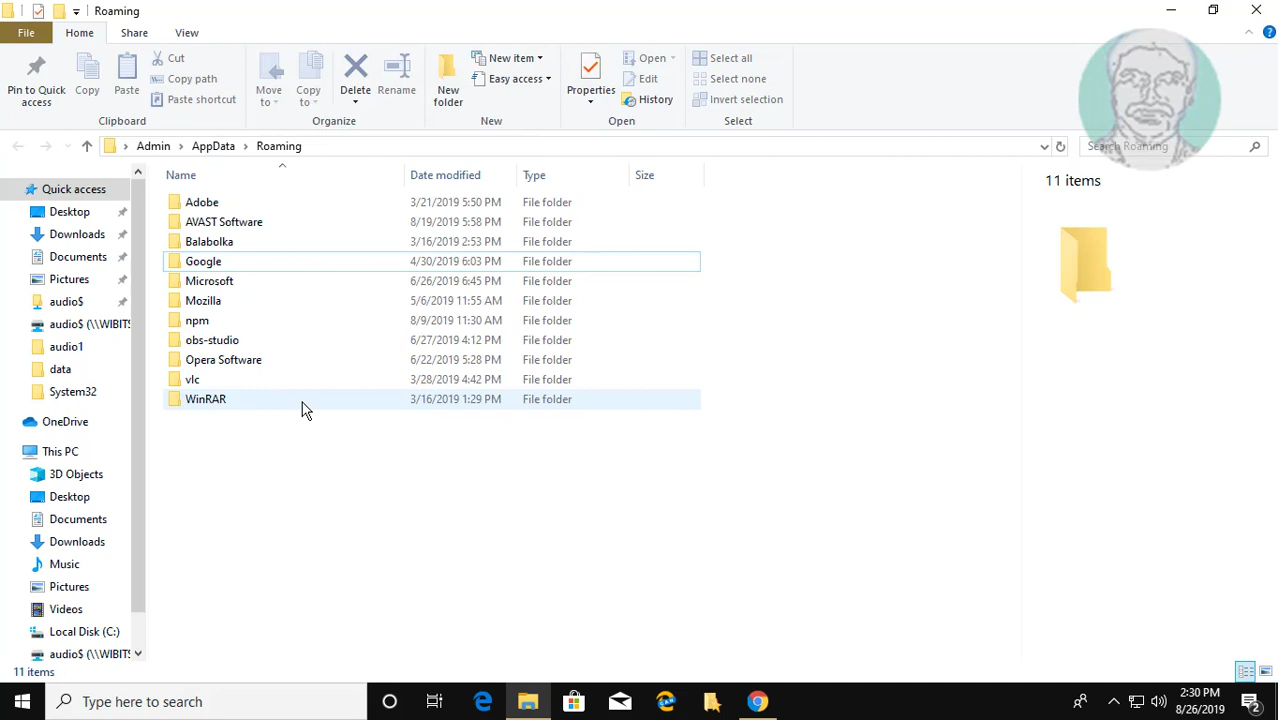 Roaming
File Home Share View
Pin to Quick access
Copy
Paste
Cut
Copy path
Paste shortcut
Clipboard
Move to
Copy to
Delete
Rename
Organize
New folder
New item
Easy access
New
Properties
Open
Edit
History
Open
Select all
Select none
Invert selection
Select
Admin AppData Roaming
Search Roaming
Quick access
Desktop
Downloads
Documents
Pictures
audio$
audio$ (\\WIBITS
audio1
data
System32
OneDrive
This PC
3D Objects
Desktop
Documents
Downloads
Music
Pictures
Videos
Local Disk (C:)
audio$ (\\WIBITS
Name Date modified Type Size
Adobe 3/21/2019 5:50 PM File folder
AVAST Software 8/19/2019 5:58 PM File folder
Balabolka 3/16/2019 2:53 PM File folder
Google 4/30/2019 6:03 PM File folder
Microsoft 6/26/2019 6:45 PM File folder
Mozilla 5/6/2019 11:55 AM File folder
npm 8/9/2019 11:30 AM File folder
obs-studio 6/27/2019 4:12 PM File folder
Opera Software 6/22/2019 5:28 PM File folder
vlc 3/28/2019 4:42 PM File folder
WinRAR 3/16/2019 1:29 PM File folder
11 items
11 items
Type here to search
2:30 PM
8/26/2019
2